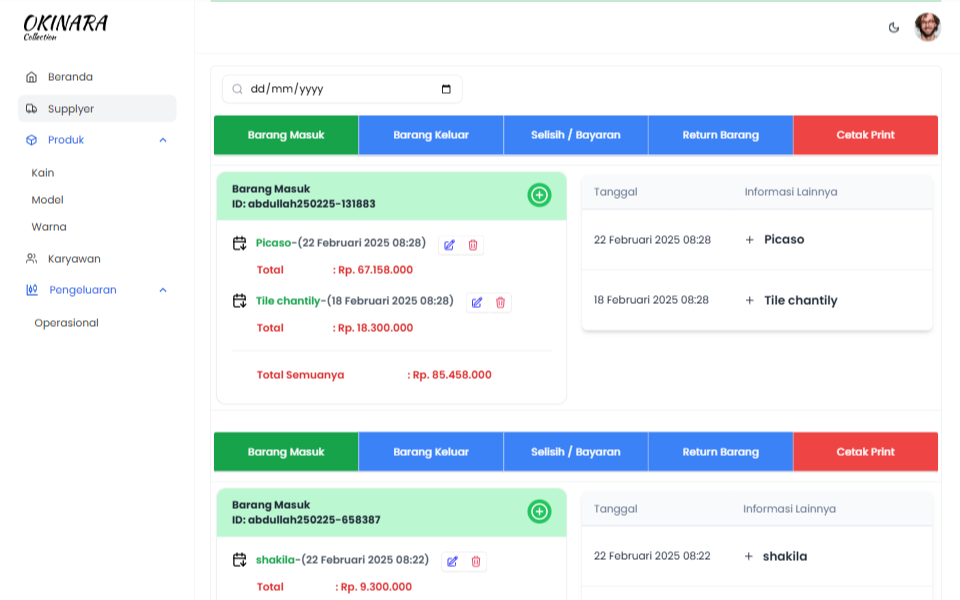 OKINARA
Collection
Beranda
Supplyer
Produk
Kain
Model
Warna
Karyawan
Pengeluaran
Operasional
dd/mm/yyyy
Barang Masuk
Barang Keluar
Selisih / Bayaran
Return Barang
Cetak Print
Barang Masuk
ID: abdullah250225-131883
Picaso-(22 Februari 2025 08:28)
Total : Rp. 67.158.000
Tile chantily-(18 Februari 2025 08:28)
Total : Rp. 18.300.000
Total Semuanya : Rp. 85.458.000
Tanggal Informasi Lainnya
22 Februari 2025 08:28 + Picaso
18 Februari 2025 08:28 + Tile chantily
Barang Masuk
Barang Keluar
Selisih / Bayaran
Return Barang
Cetak Print
Barang Masuk
ID: abdullah250225-658387
shakila-(22 Februari 2025 08:22)
Total : Rp. 9.300.000
Tanggal Informasi Lainnya
22 Februari 2025 08:22 + shakila